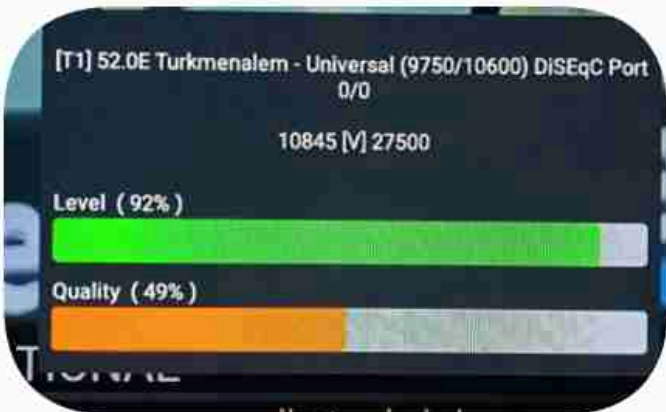 [T1] 52.0E Turkmenalem - Universal (9750/10600) DiSEqC Port
0/0
10845 [V] 27500
Level ( 92% )
Quality ( 49% )